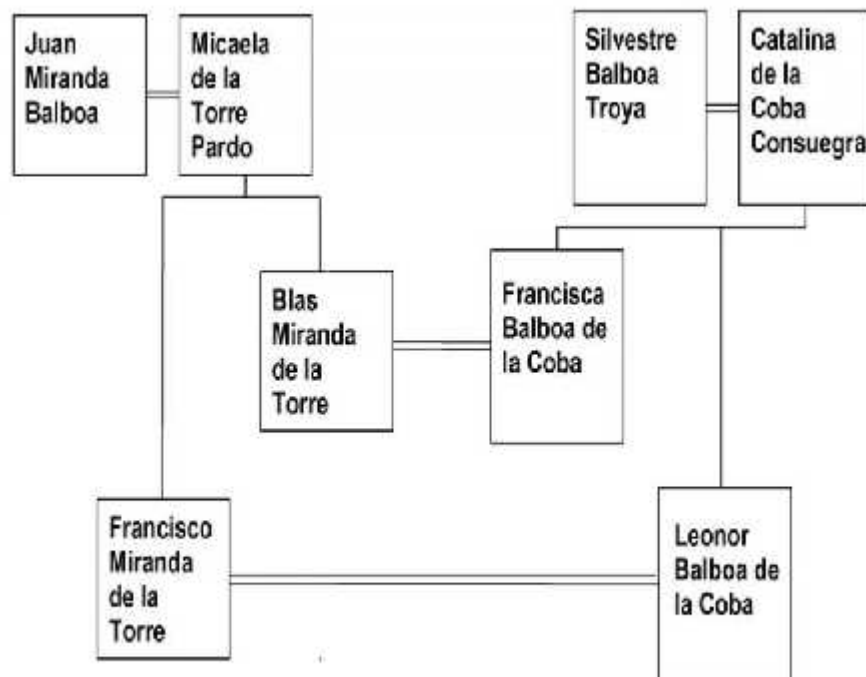 Juan
Miranda
Balboa
Micaela
de la
Torre
Pardo
Silvestre
Balboa
Troya
Catalina
de la
Coba
Consuegra
Blas
Miranda
de la
Torre
Francisca
Balboa de
la Coba
Francisco
Miranda
de la
Torre
Leonor
Balboa de
la Coba